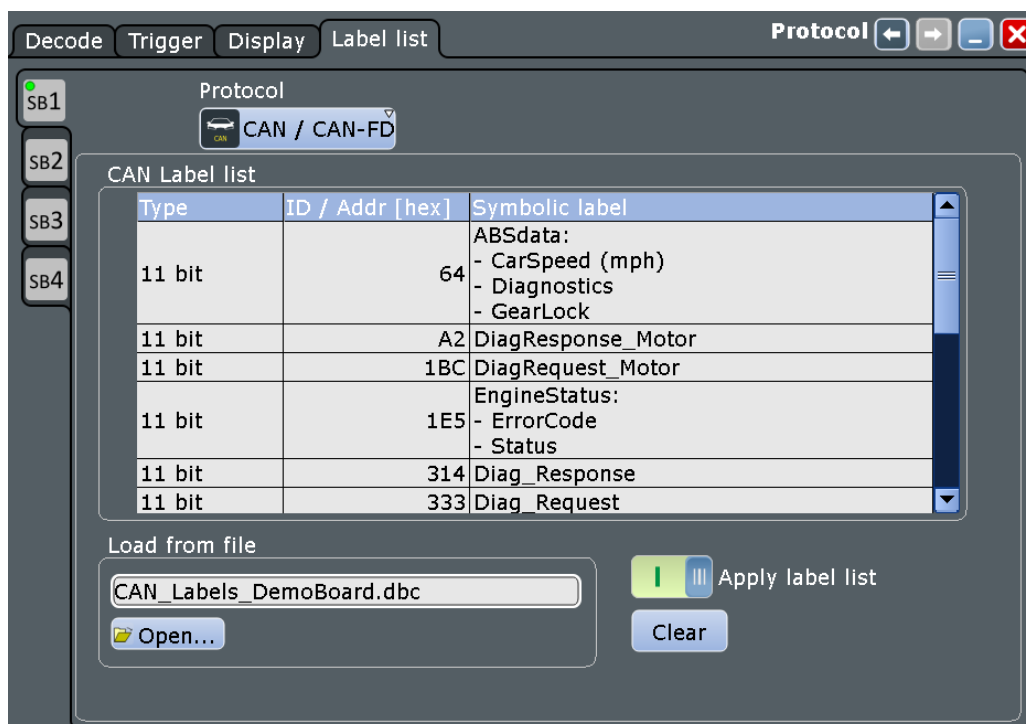 Decode Trigger Display Label list Protocol
SB1
SB2
SB3
SB4
Protocol
CAN CAN / CAN-FD
CAN Label list
Type ID / Addr [hex] Symbolic label
11 bit 64 ABSdata:
- CarSpeed (mph)
- Diagnostics
- GearLock
11 bit A2 DiagResponse_Motor
11 bit 1BC DiagRequest_Motor
11 bit 1E5 EngineStatus:
- ErrorCode
- Status
11 bit 314 Diag_Response
11 bit 333 Diag_Request
Load from file
CAN_Labels_DemoBoard.dbc
Open...
Apply label list
Clear